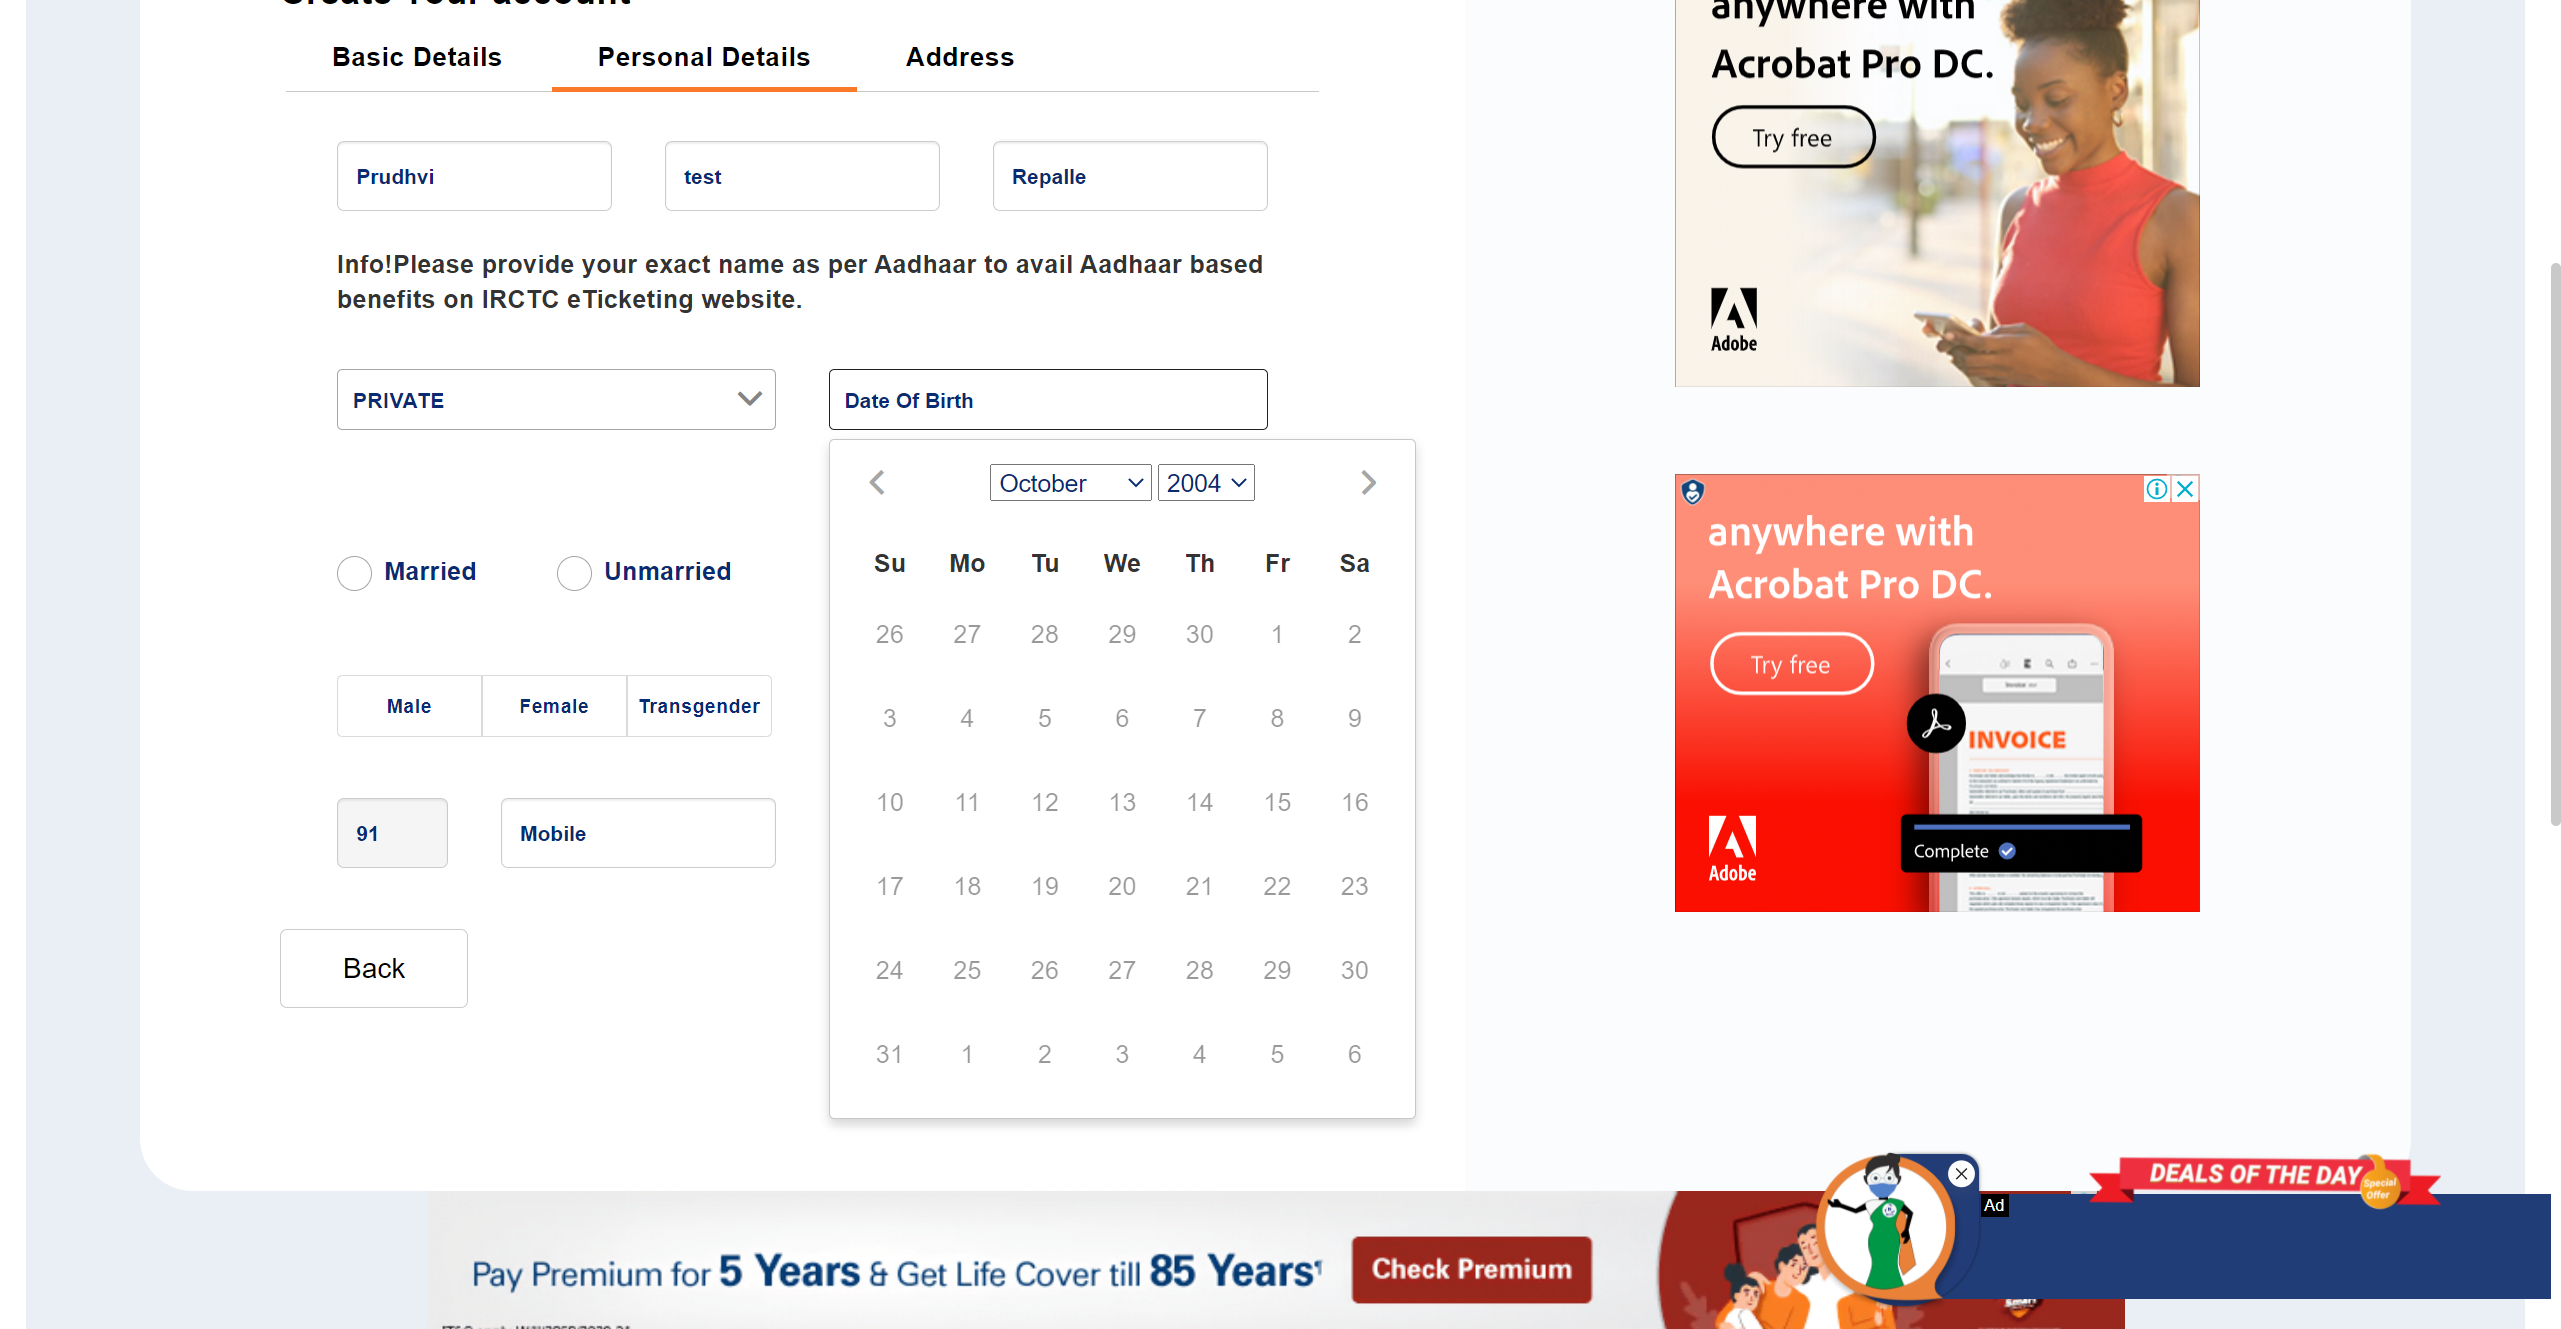 Create Your account
Basic Details Personal Details Address
Prudhvi test Repalle
Info!Please provide your exact name as per Aadhaar to avail Aadhaar based
benefits on IRCTC eTicketing website.
PRIVATE Date Of Birth
October 2004
Su Mo Tu We Th Fr Sa
26 27 28 29 30 1 2
3 4 5 6 7 8 9
10 11 12 13 14 15 16
17 18 19 20 21 22 23
24 25 26 27 28 29 30
31 1 2 3 4 5 6
Married Unmarried
Male Female Transgender
91 Mobile
Back
anywhere with
Acrobat Pro DC.
Try free
Adobe
anywhere with
Acrobat Pro DC.
Try free
INVOICE
Complete
Adobe
DEALS OF THE DAY
Special
Offer
Ad
Pay Premium for 5 Years & Get Life Cover till 85 Years
Check Premium